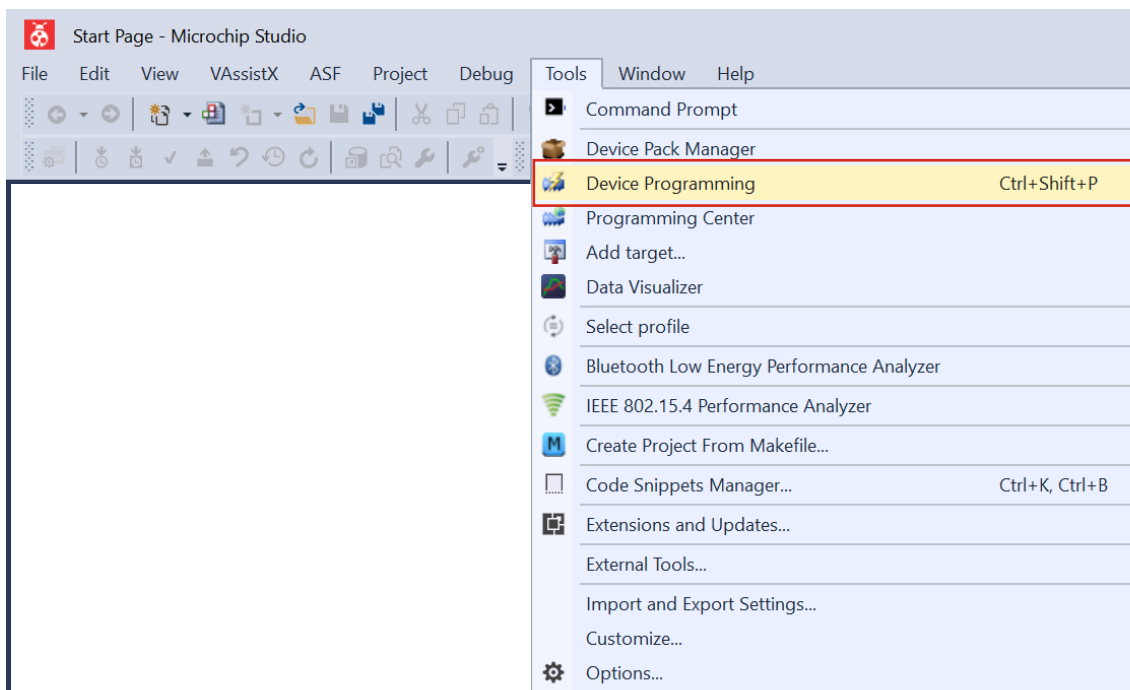 Start Page - Microchip Studio
File Edit View VAssistX ASF Project Debug Tools Window Help
Command Prompt
Device Pack Manager
Device Programming Ctrl+Shift+P
Programming Center
Add target...
Data Visualizer
Select profile
Bluetooth Low Energy Performance Analyzer
IEEE 802.15.4 Performance Analyzer
M Create Project From Makefile...
Code Snippets Manager... Ctrl+K, Ctrl+B
Extensions and Updates...
External Tools...
Import and Export Settings...
Customize...
Options...